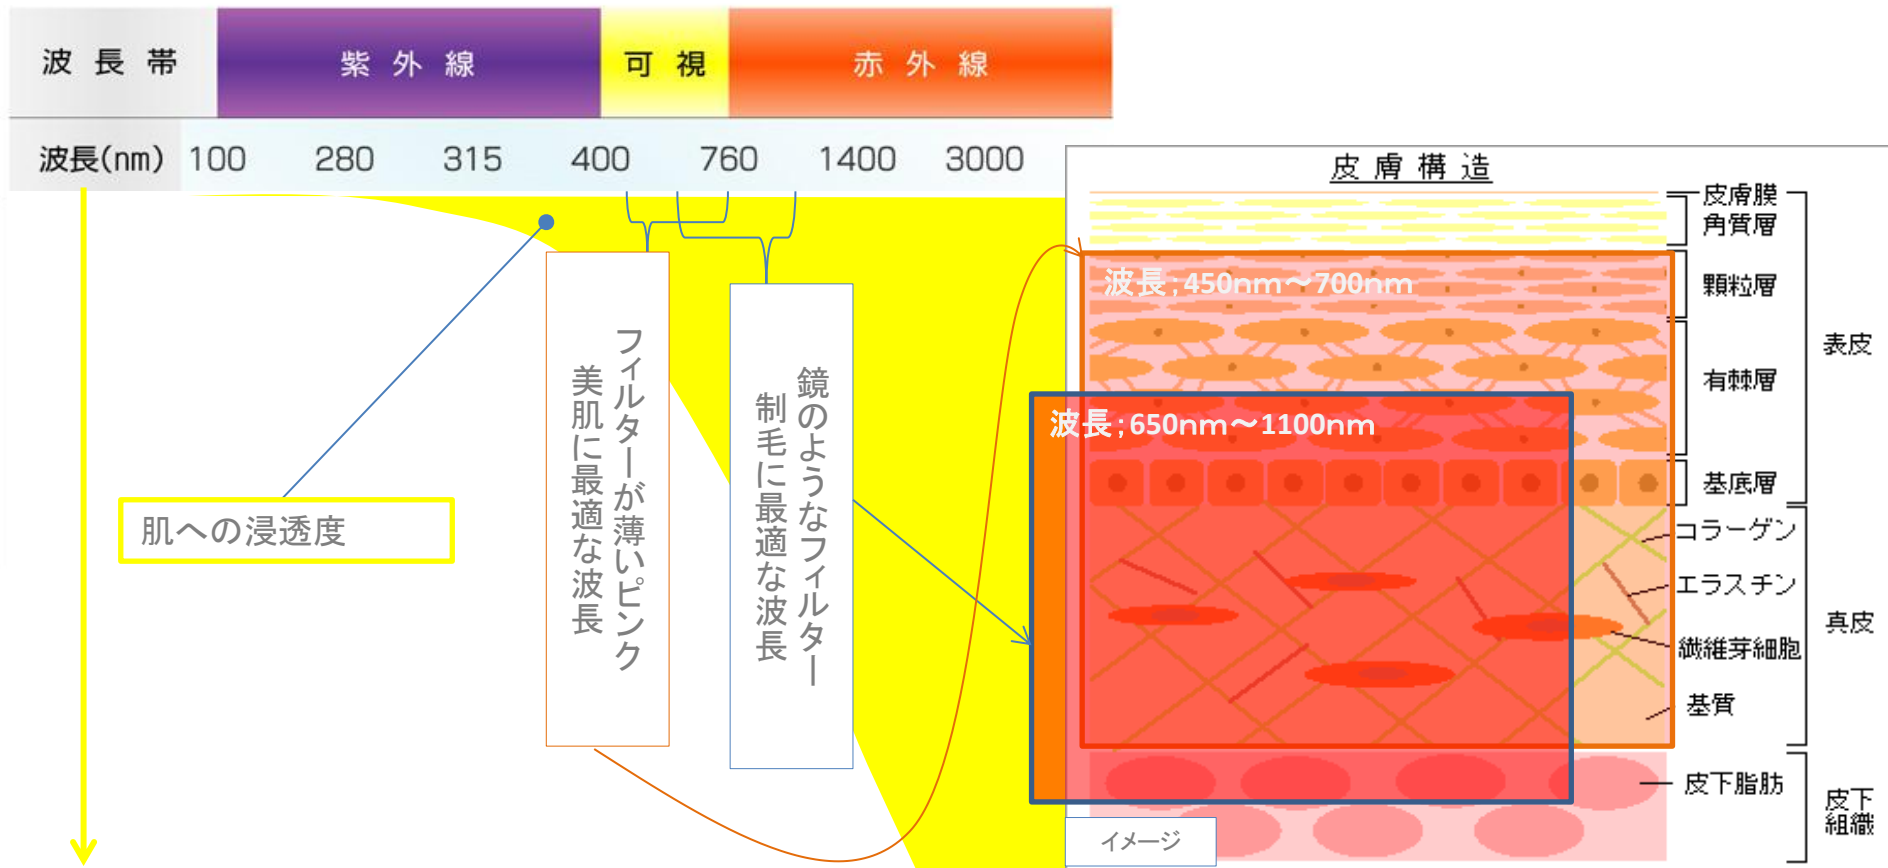 波長帯 紫外線 可視 赤外線
波長(nm) 100 280 315 400 760 1400 3000
肌への浸透度
フィルターが薄いピンク
美肌に最適な波長
鏡のようなフィルター
制毛に最適な波長
皮膚構造
波長;450nm～700nm
波長;650nm～1100nm
皮膚膜
角質層
顆粒層
有棘層
基底層
表皮
コラーゲン
エラスチン
繊維芽細胞
基質
真皮
皮下脂肪
皮下
組織
イメージ